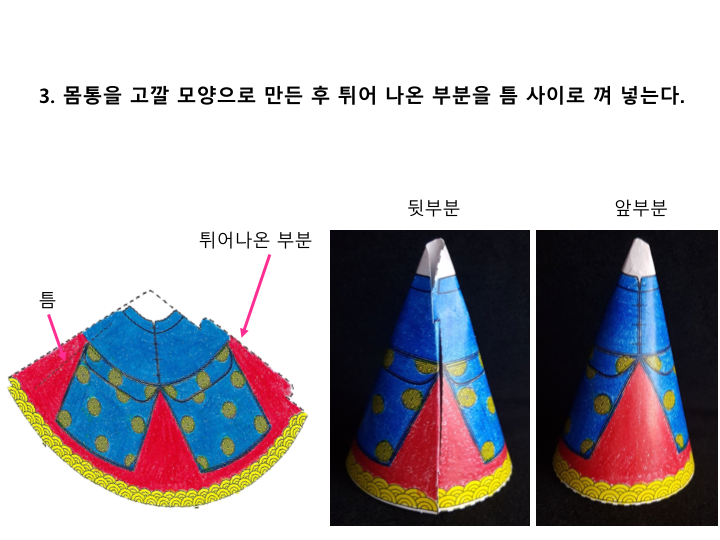 3. 몸통을 고깔 모양으로 만든 후 튀어 나온 부분을 틈 사이로 껴 넣는다.
뒷부분
앞부분
튀어나온 부분
틈